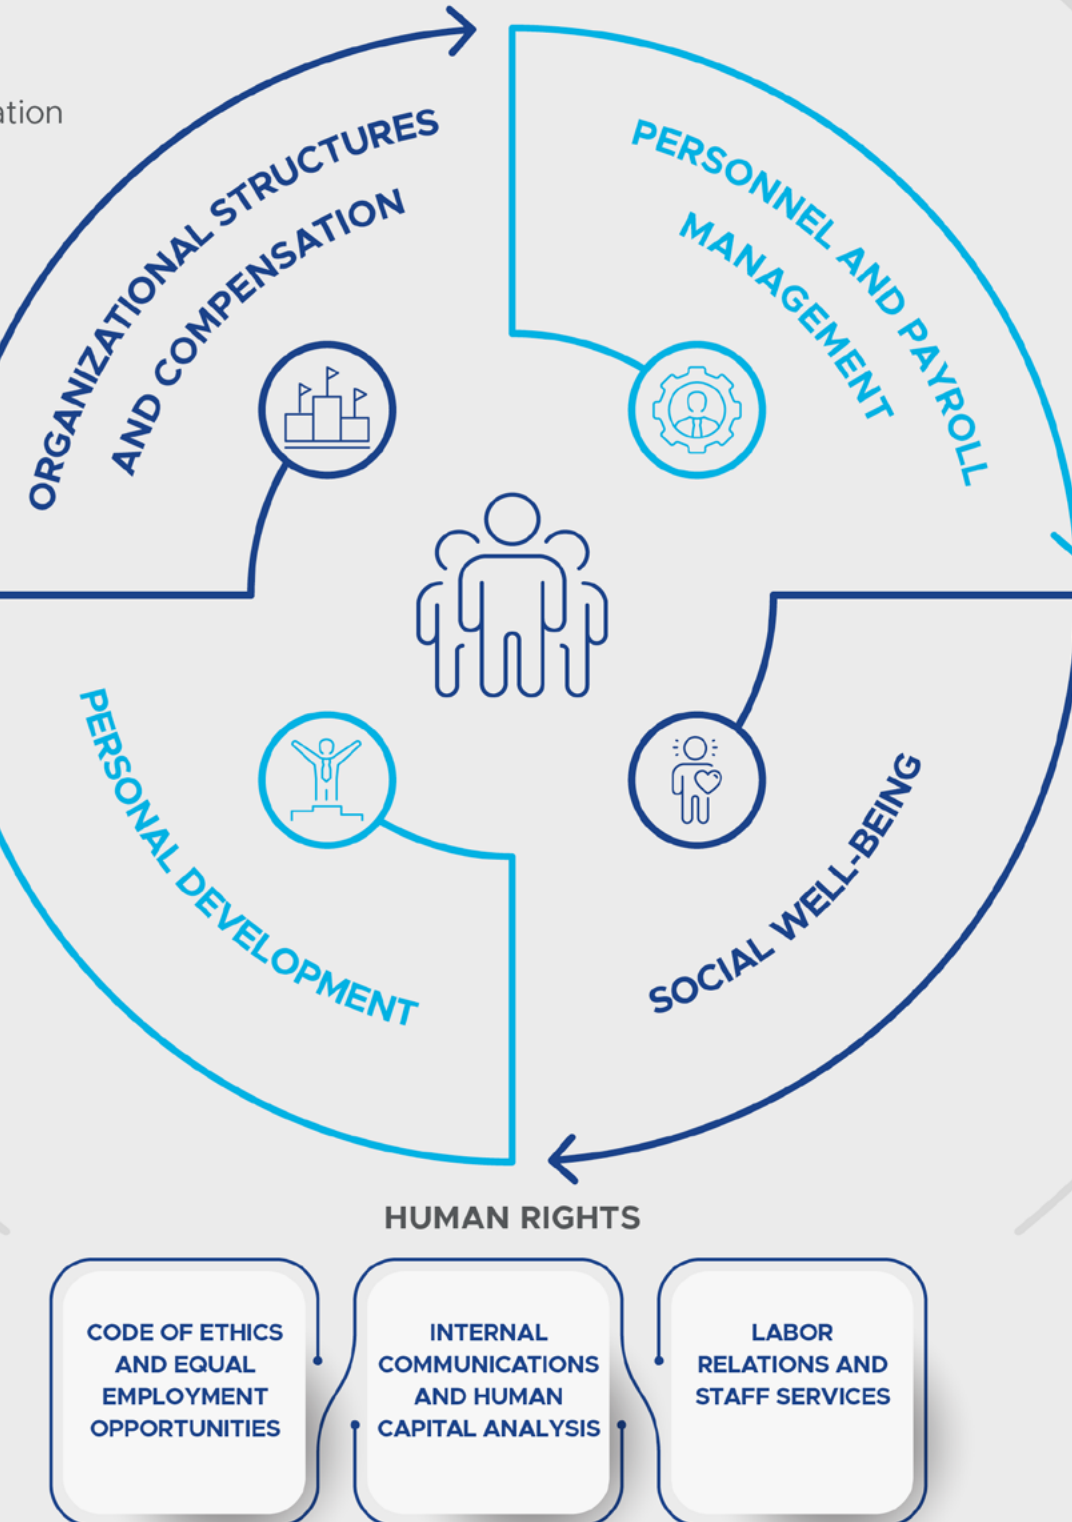 ORGANIZATIONAL STRUCTURES
AND COMPENSATION
PERSONNEL AND PAYROLL
MANAGEMENT
PERSONAL DEVELOPMENT
SOCIAL WELL-BEING
HUMAN RIGHTS
CODE OF ETHICS
AND EQUAL
EMPLOYMENT
OPPORTUNITIES
INTERNAL
COMMUNICATIONS
AND HUMAN
CAPITAL ANALYSIS
LABOR
RELATIONS AND
STAFF SERVICES